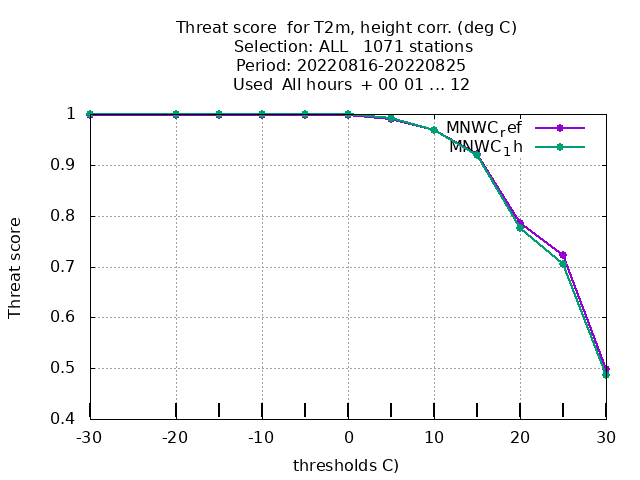 Threat score  for T2m, height corr. (deg C)
Selection: ALL   1071 stations
Period: 20220816-20220825
Used  All hours  + 00 01 ... 12
MNWCref
MNWC1h
1
0.9
0.8
0.7
0.6
0.5
0.4
Threat score
-30 -20 -10 0 10 20 30
thresholds C)